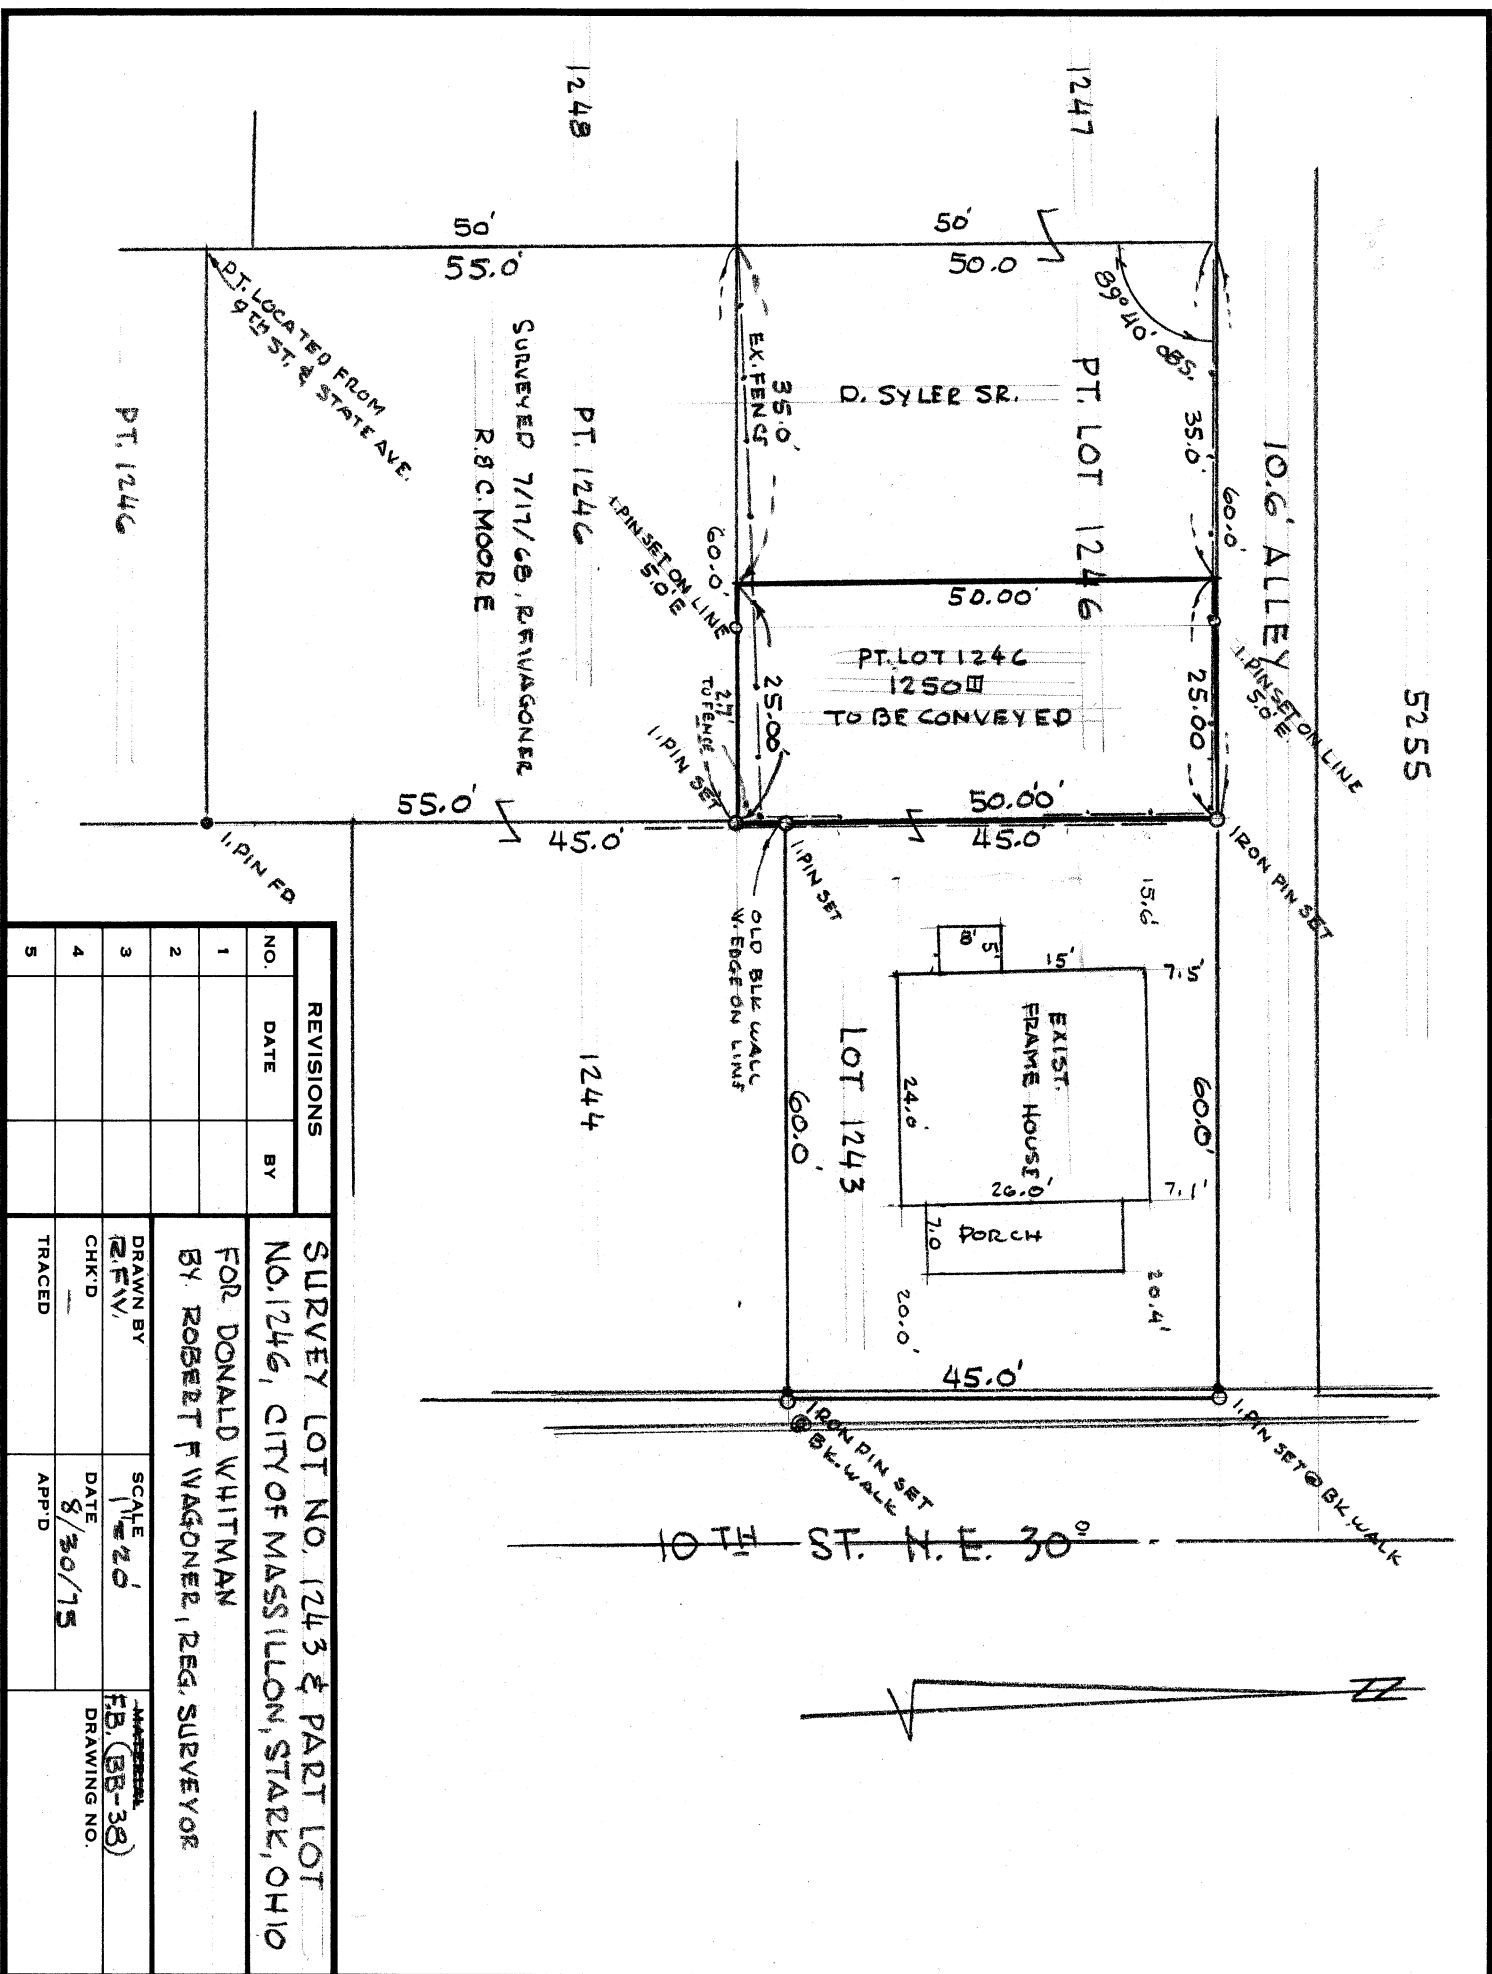 5255
10.6' ALLEY
1247
1248
50'
50.0
50'
55.0'
89° 40' OBS.
35.0'
60.0'
25.00'
I. PIN SET ON LINE
5.0' E.
IRON PIN SET
PT. LOT 1246
D. SYLER SR.
50.00'
PT. LOT 1246
1250
TO BE CONVEYED
EX. FENCE
35.0'
60.0'
25.00'
I. PIN SET ON LINE
5.0' E
2.7'
TO FENCE
I. PIN SET
PT. 1246
SURVEYED 7/17/68, R.F. WAGONER
R. & C. MOORE
PT. LOCATED FROM
9TH ST. & STATE AVE.
PT. 1246
55.0'
45.0'
50.00'
45.0'
I. PIN FD.
I. PIN SET
OLD BLK WALL
W. EDGE ON LINE
15.6'
7.5'
8'
5'
15'
EXIST.
FRAME HOUSE
24.0'
26.0'
7.1'
7.0
PORCH
20.4'
20.0'
60.0'
LOT 1243
60.0'
1244
45.0'
IRON PIN SET
@
BK. WALK
I. PIN SET @ BK. WALK
10TH ST. N.E. 30°
REVISIONS
NO. DATE BY
1
2
3
4
5
SURVEY LOT NO. 1243 & PART LOT
NO. 1246, CITY OF MASSILLON, STARK, OHIO
FOR DONALD WHITMAN
BY ROBERT F WAGONER, REG. SURVEYOR
DRAWN BY
R.F.W.
SCALE
1"=20'
MATERIAL
F.B. (BB-38)
CHK'D
—
DATE
8/30/75
DRAWING NO.
TRACED
APP'D